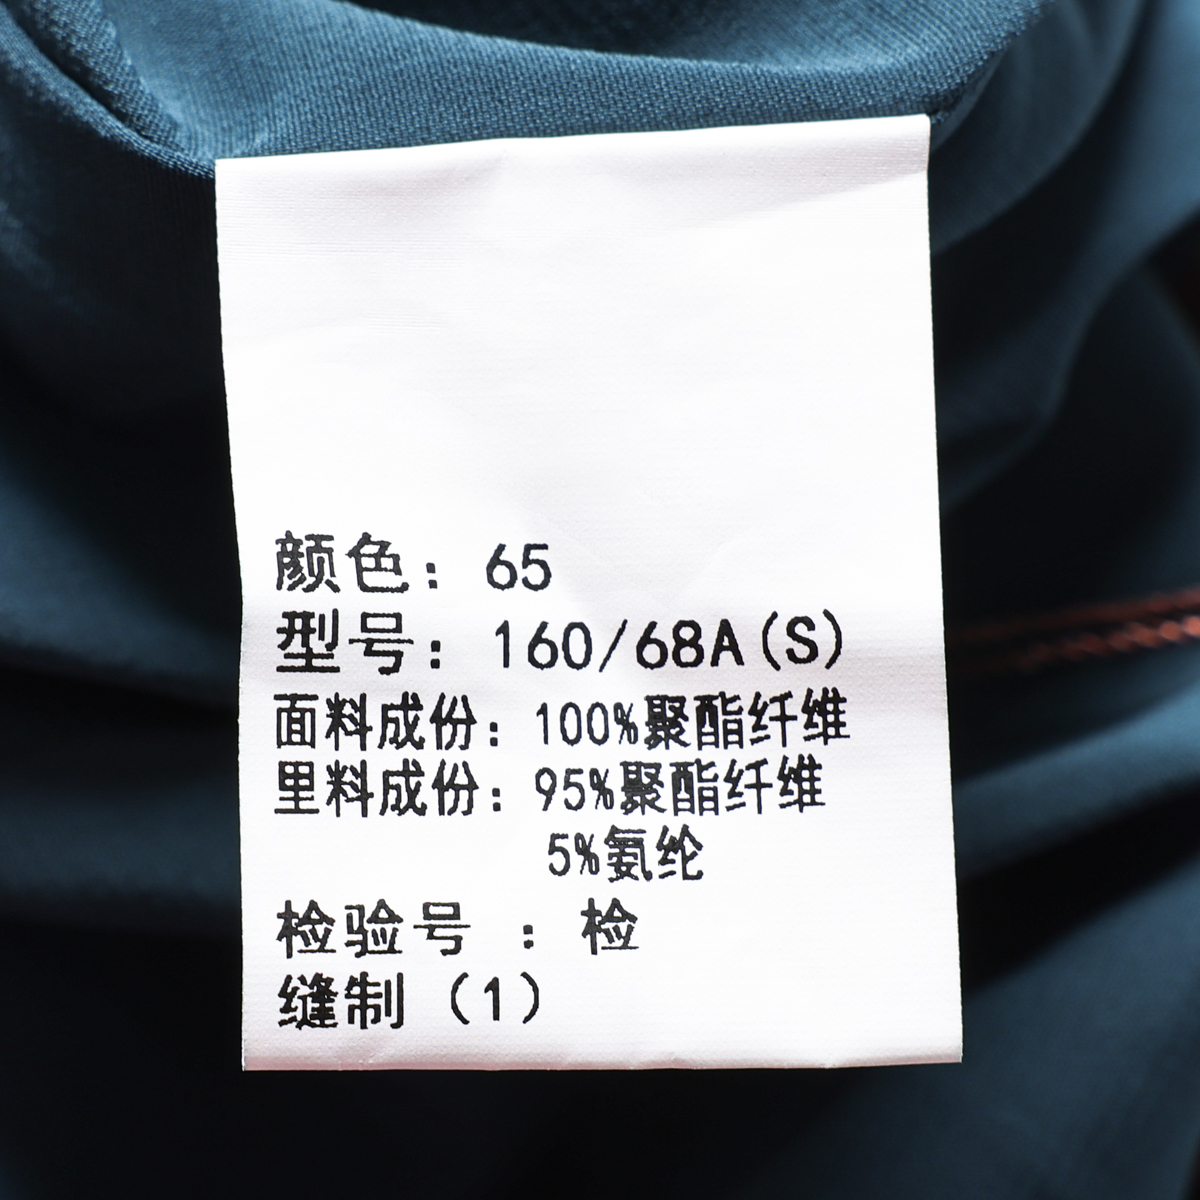 颜色：65
型号：160/68A(S)
面料成份：100%聚酯纤维
里料成份：95%聚酯纤维
5%氨纶
检验号 ：检
缝制（1）